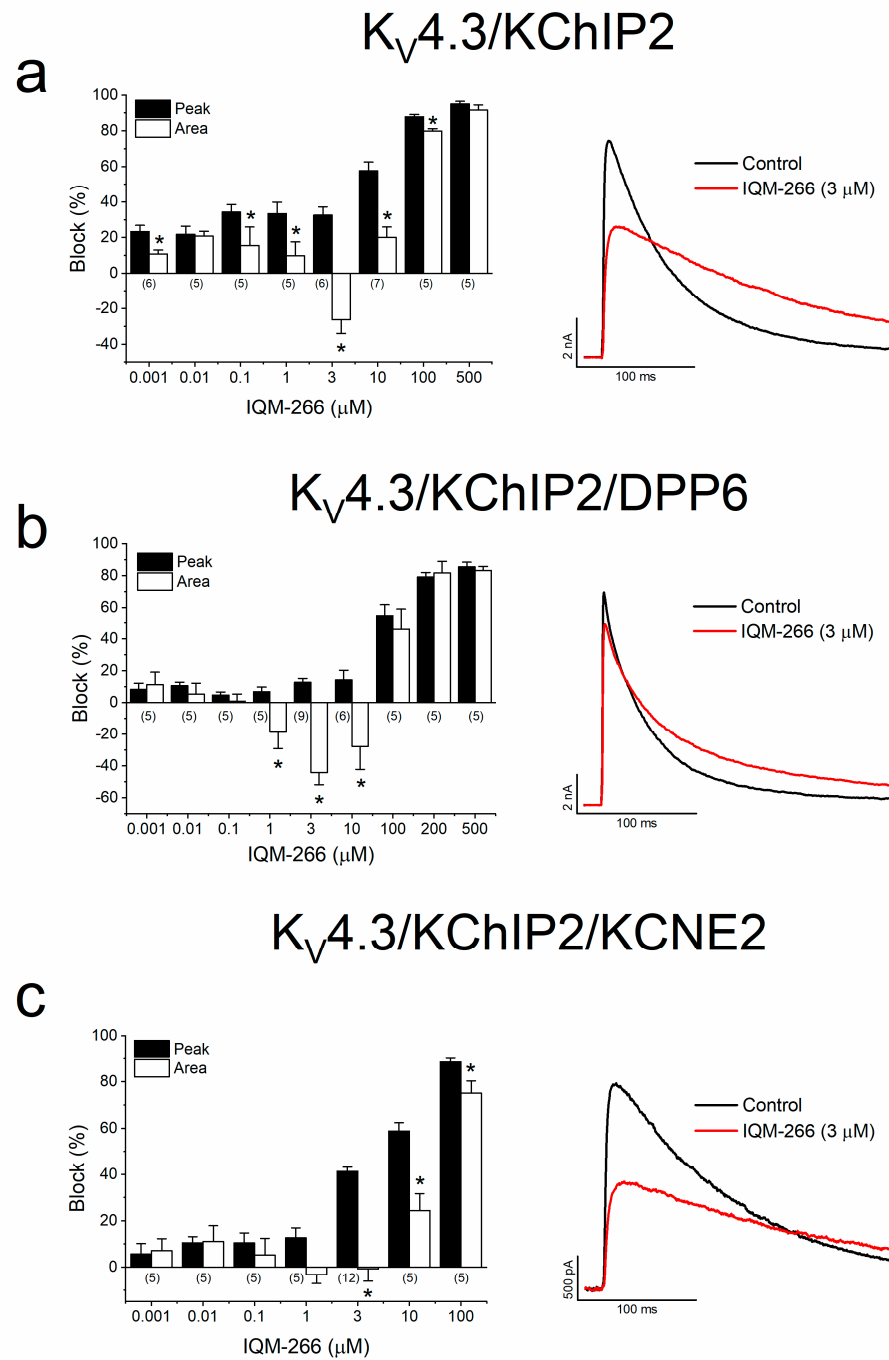 K_V4.3/KChIP2
a
100
80
60
40
20
0
-20
-40
Block (%)
Peak
Area
*
*
*
*
*
*
(6) (5) (5) (5) (6) (7) (5) (5)
0.001 0.01 0.1 1 3 10 100 500
IQM-266 (μM)
Control
IQM-266 (3 μM)
2 nA
100 ms
K_V4.3/KChIP2/DPP6
b
100
80
60
40
20
0
-20
-40
-60
Block (%)
Peak
Area
(5) (5) (5) (5) (9) (6) (5) (5) (5)
* * *
0.001 0.01 0.1 1 3 10 100 200 500
IQM-266 (μM)
Control
IQM-266 (3 μM)
2 nA
100 ms
K_V4.3/KChIP2/KCNE2
c
100
80
60
40
20
0
-20
Block (%)
Peak
Area
*
*
*
(5) (5) (5) (5) (12) (5) (5)
0.001 0.01 0.1 1 3 10 100
IQM-266 (μM)
Control
IQM-266 (3 μM)
500 pA
100 ms